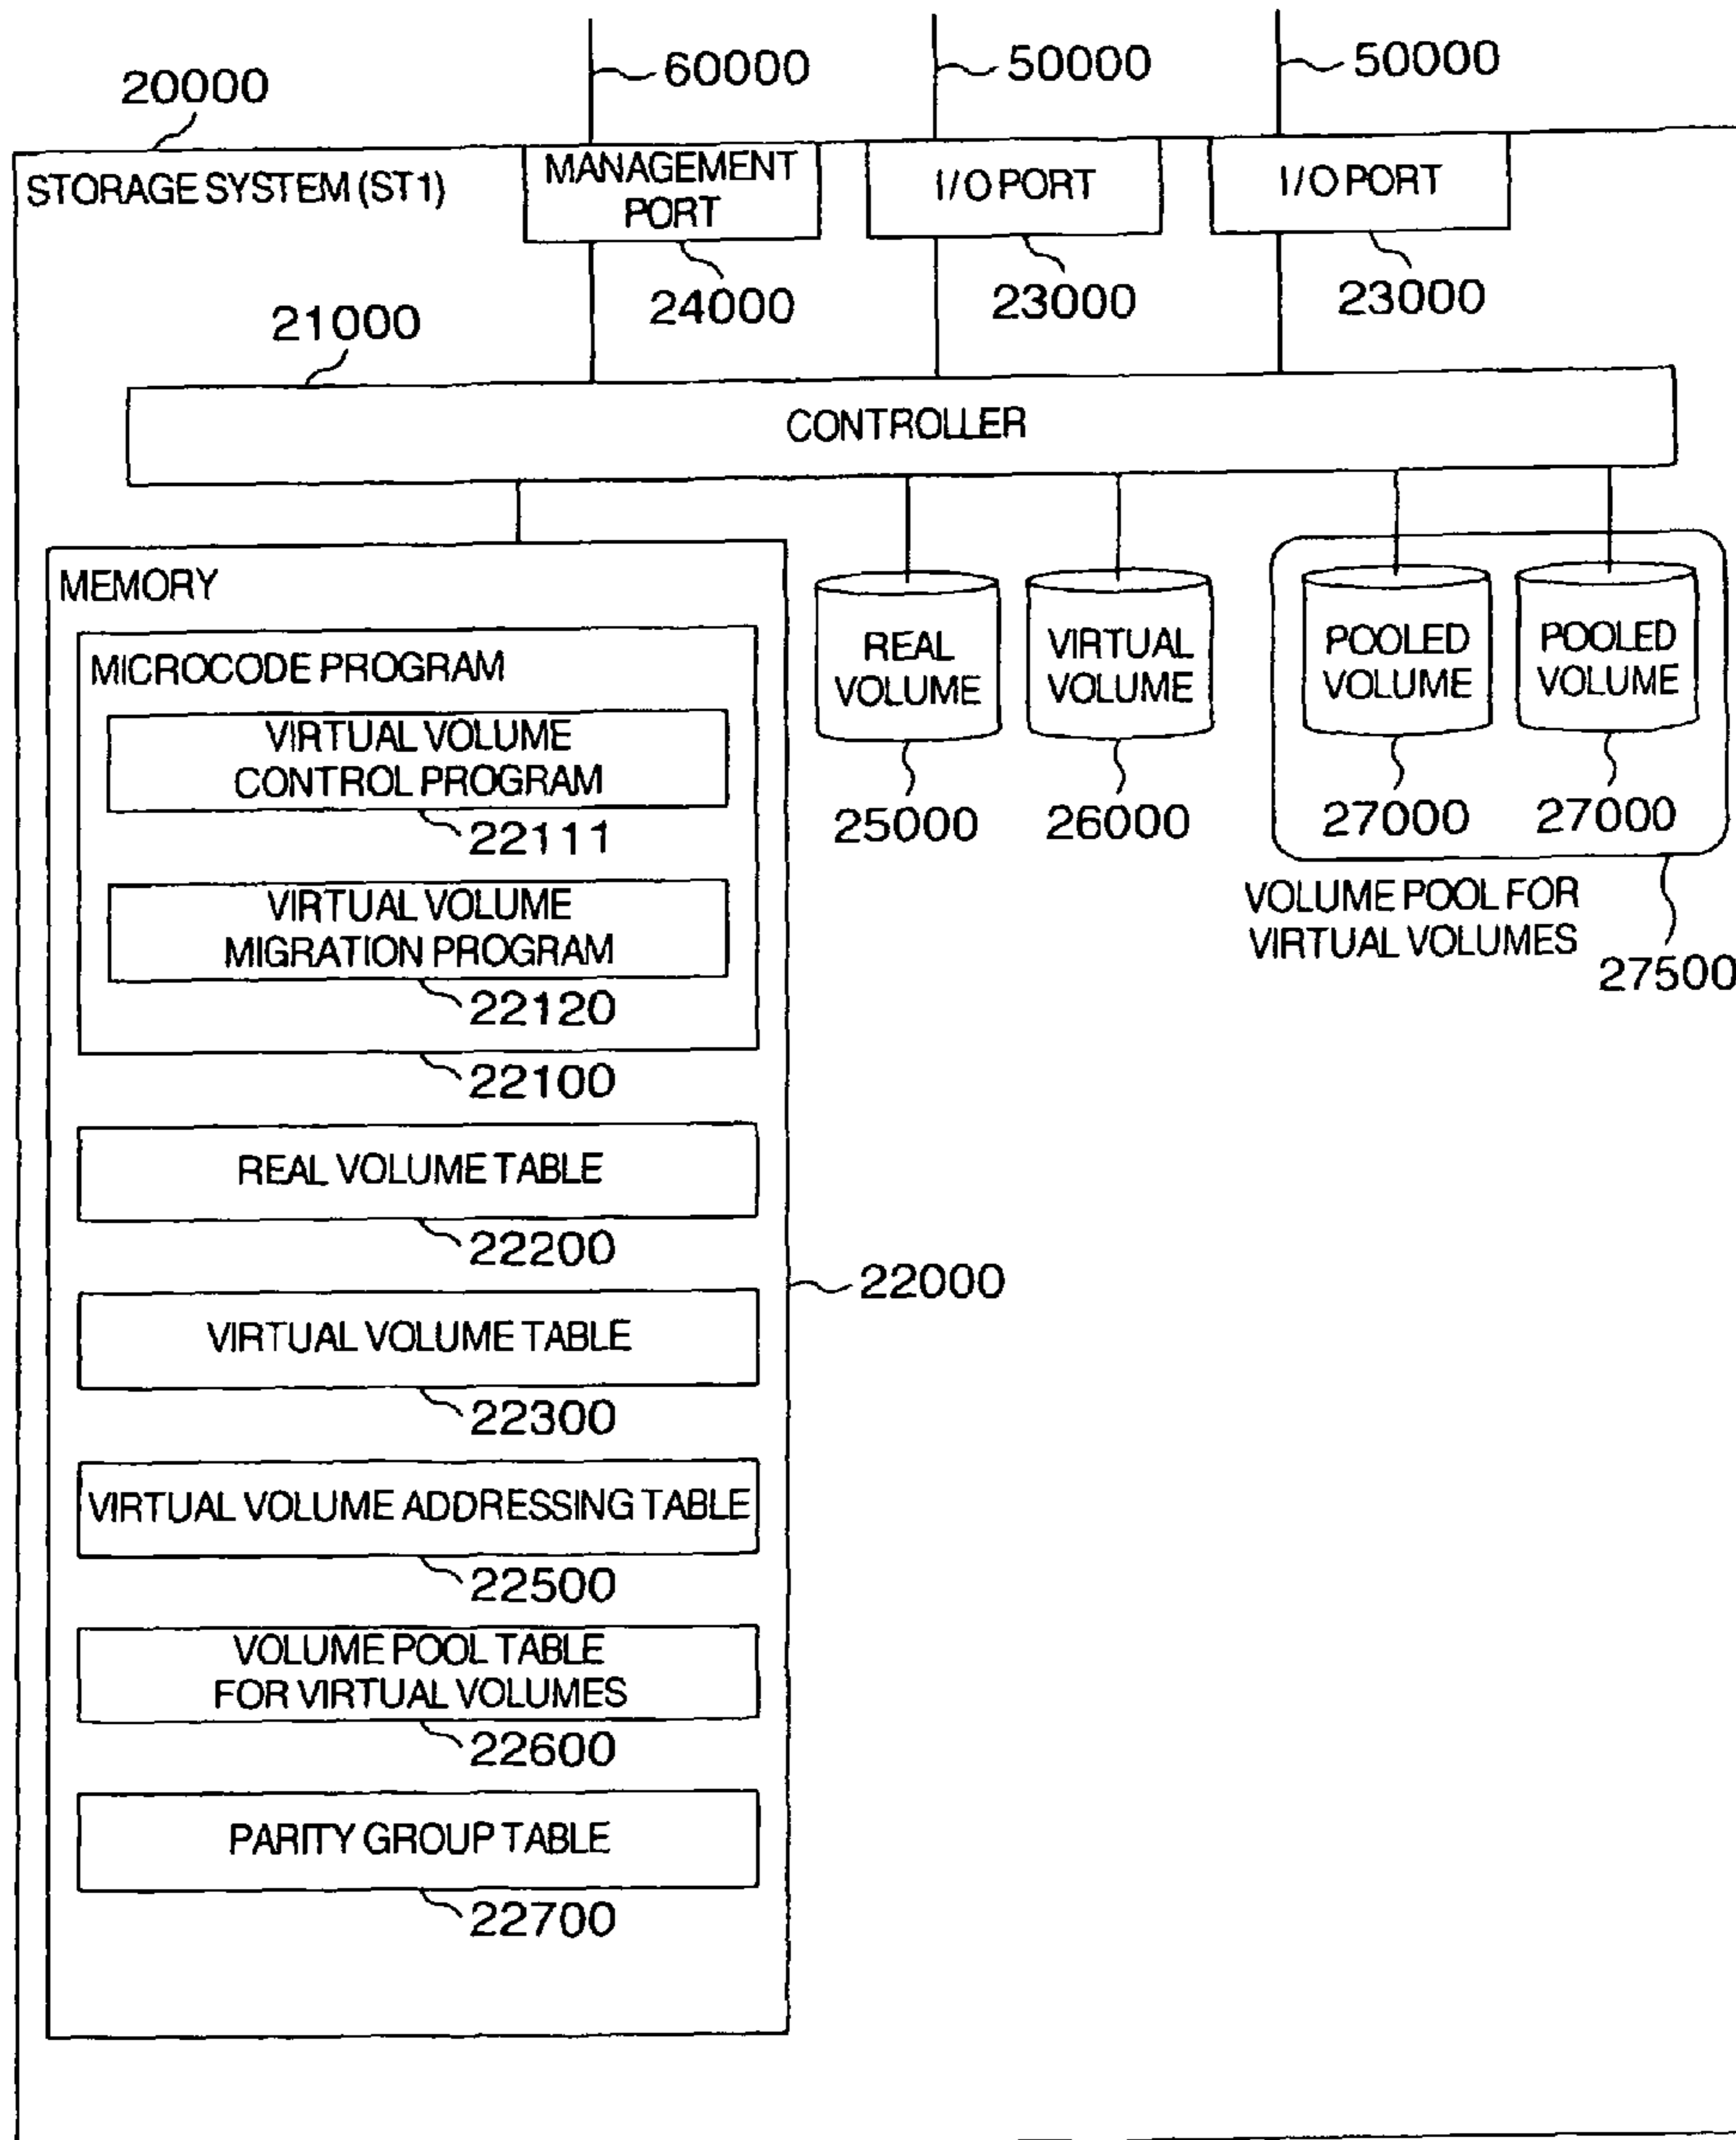 60000
50000
50000
20000
STORAGE SYSTEM (ST1)
MANAGEMENT
PORT
I/O PORT
I/O PORT
24000
23000
23000
21000
CONTROLLER
MEMORY
MICROCODE PROGRAM
VIRTUAL VOLUME
CONTROL PROGRAM
22111
VIRTUAL VOLUME
MIGRATION PROGRAM
22120
22100
REAL VOLUME TABLE
22200
VIRTUAL VOLUME TABLE
22300
VIRTUAL VOLUME ADDRESSING TABLE
22500
VOLUME POOL TABLE
FOR VIRTUAL VOLUMES
22600
PARITY GROUP TABLE
22700
22000
REAL
VOLUME
25000
VIRTUAL
VOLUME
26000
POOLED
VOLUME
27000
POOLED
VOLUME
27000
VOLUME POOL FOR
VIRTUAL VOLUMES
27500